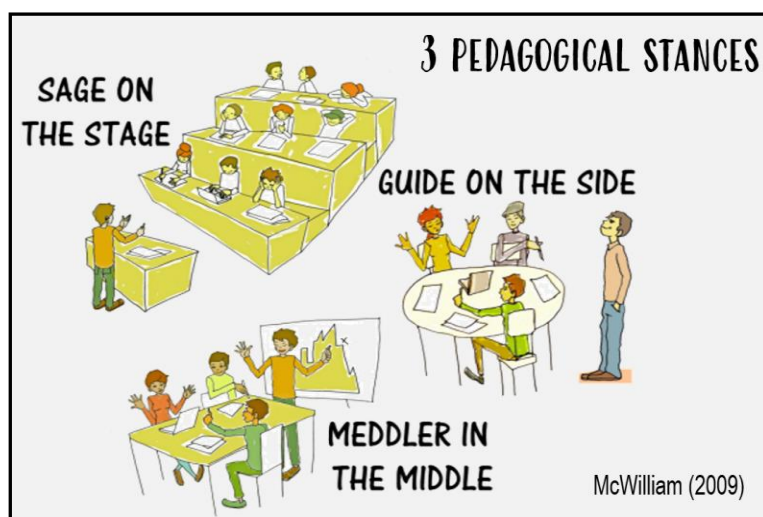 3 PEDAGOGICAL STANCES
SAGE ON
THE STAGE
GUIDE ON THE SIDE
MEDDLER IN
THE MIDDLE
McWilliam (2009)